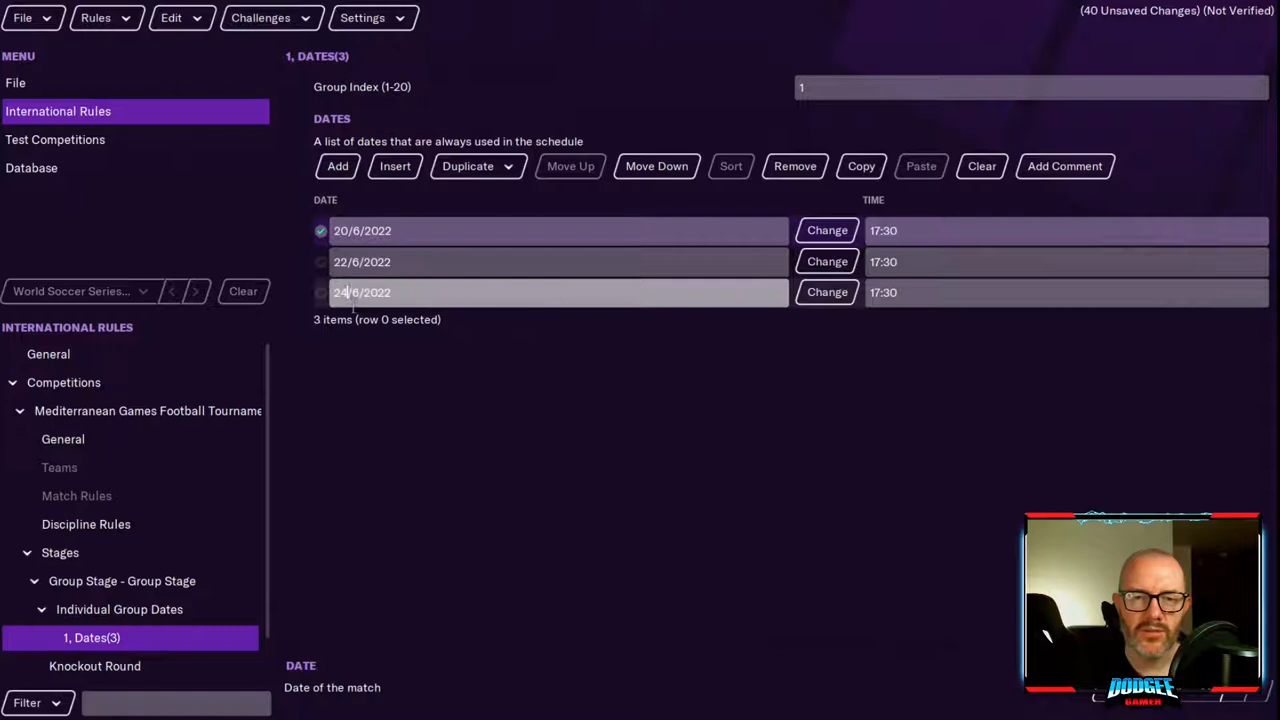 File Rules Edit Challenges Settings
(40 Unsaved Changes) (Not Verified)
MENU
File
International Rules
Test Competitions
Database
World Soccer Series... Clear
INTERNATIONAL RULES
General
Competitions
Mediterranean Games Football Tourname
General
Teams
Match Rules
Discipline Rules
Stages
Group Stage - Group Stage
Individual Group Dates
1, Dates(3)
Knockout Round
Filter
1, DATES(3)
Group Index (1-20) 1
DATES
A list of dates that are always used in the schedule
Add Insert Duplicate Move Up Move Down Sort Remove Copy Paste Clear Add Comment
DATE TIME
20/6/2022 Change 17:30
22/6/2022 Change 17:30
24/6/2022 Change 17:30
3 items (row 0 selected)
DATE
Date of the match
DODGEE
GAMER